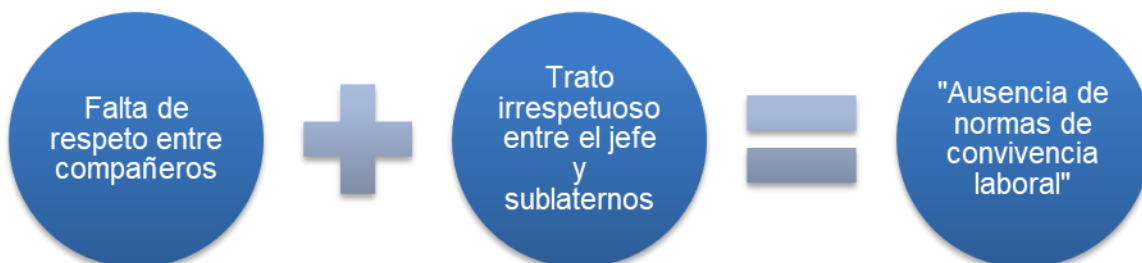 Falta de
respeto entre
compañeros
Trato
irrespetuoso
entre el jefe
y
sublaternos
"Ausencia de
normas de
convivencia
laboral"